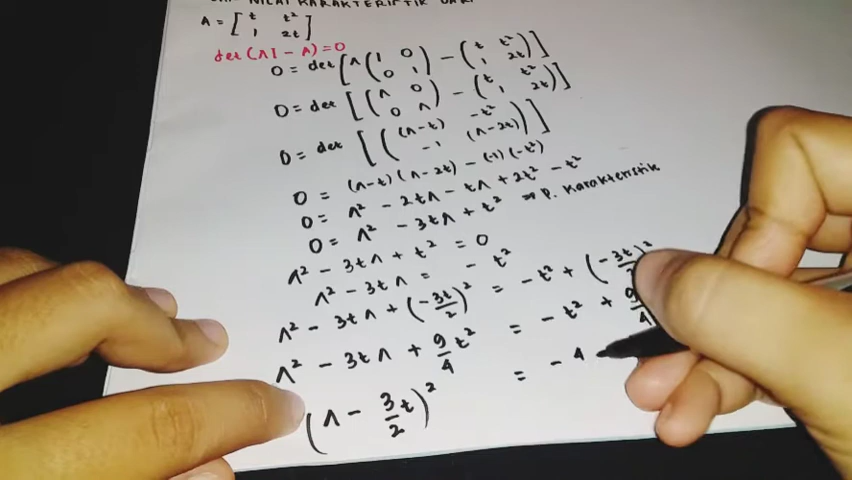 NILAI KARAKTERISTIK DARI
A = [ t t² ; 1 2t ]
det (λI - A) = 0
0 = det [ λ ( 1 0 ; 0 1 ) - ( t t² ; 1 2t ) ]
0 = det [ ( λ 0 ; 0 λ ) - ( t t² ; 1 2t ) ]
0 = det [ ( (λ-t) -t² ; -1 (λ-2t) ) ]
0 = (λ-t) (λ-2t) - (-1) (-t²)
0 = λ² - 2tλ - tλ + 2t² - t²
0 = λ² - 3tλ + t² ⇒ P. Karakteristik
λ² - 3tλ + t² = 0
λ² - 3tλ = - t²
λ² - 3tλ + (-3t/2)² = - t² + (-3t/2)²
λ² - 3tλ + 9/4 t² = - t² + 9/4
(λ - 3/2 t)² = - 4